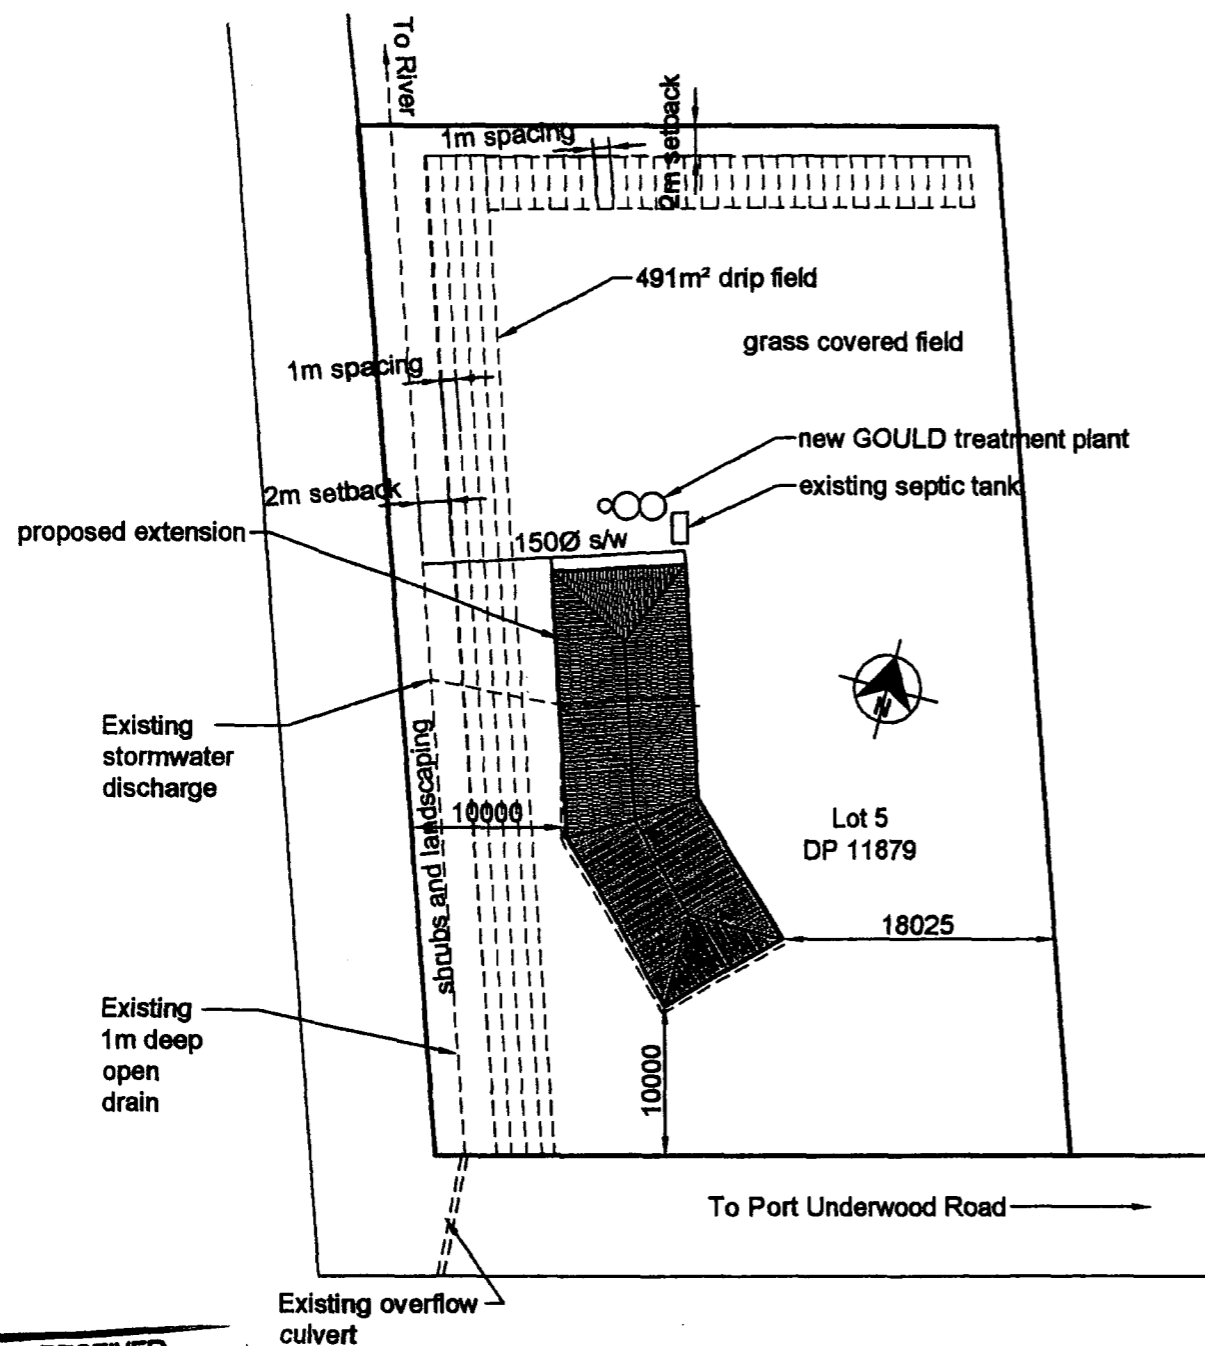 To River
1m spacing
2m setback
491m² drip field
grass covered field
1m spacing
new GOULD treatment plant
2m setback
existing septic tank
proposed extension
150Ø s/w
N
Existing
stormwater
discharge
shrubs and landscaping
10000
Lot 5
DP 11879
18025
Existing
1m deep
open
drain
10000
To Port Underwood Road
Existing overflow
culvert
RECEIVED